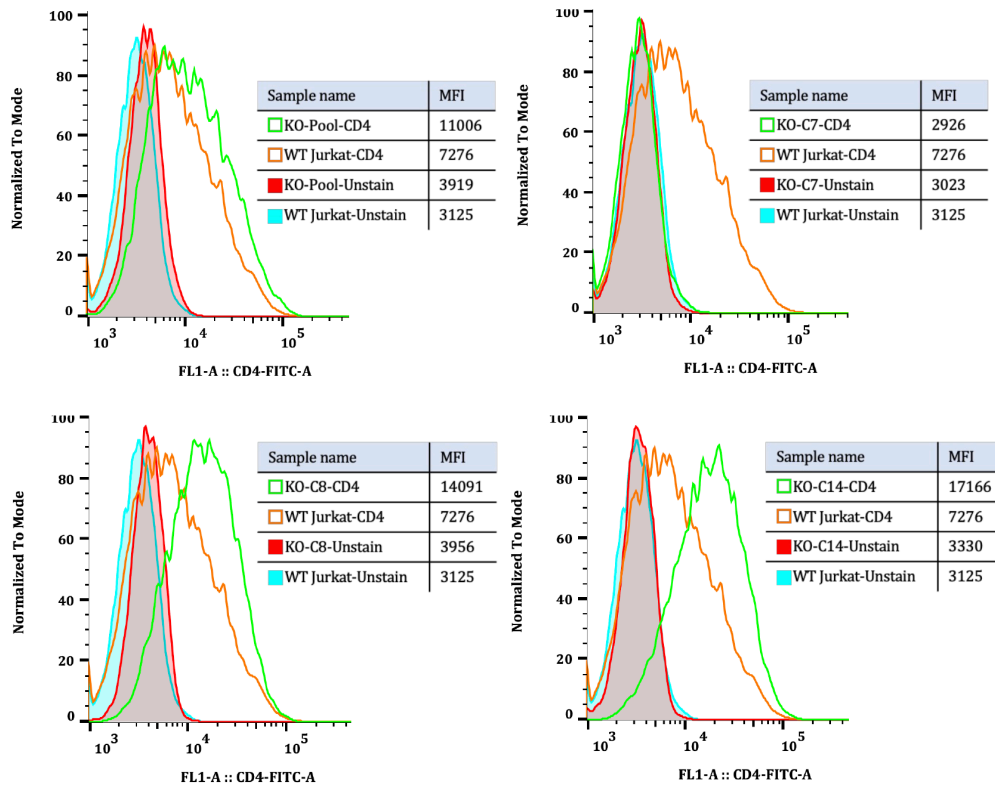 100
80
60
40
20
0
Normalized To Mode
10³ 10⁴ 10⁵
FL1-A :: CD4-FITC-A
Sample name MFI
KO-Pool-CD4 11006
WT Jurkat-CD4 7276
KO-Pool-Unstain 3919
WT Jurkat-Unstain 3125
100
80
60
40
20
0
Normalized To Mode
10³ 10⁴ 10⁵
FL1-A :: CD4-FITC-A
Sample name MFI
KO-C7-CD4 2926
WT Jurkat-CD4 7276
KO-C7-Unstain 3023
WT Jurkat-Unstain 3125
100
80
60
40
20
0
Normalized To Mode
10³ 10⁴ 10⁵
FL1-A :: CD4-FITC-A
Sample name MFI
KO-C8-CD4 14091
WT Jurkat-CD4 7276
KO-C8-Unstain 3956
WT Jurkat-Unstain 3125
100
80
60
40
20
0
Normalized To Mode
10³ 10⁴ 10⁵
FL1-A :: CD4-FITC-A
Sample name MFI
KO-C14-CD4 17166
WT Jurkat-CD4 7276
KO-C14-Unstain 3330
WT Jurkat-Unstain 3125